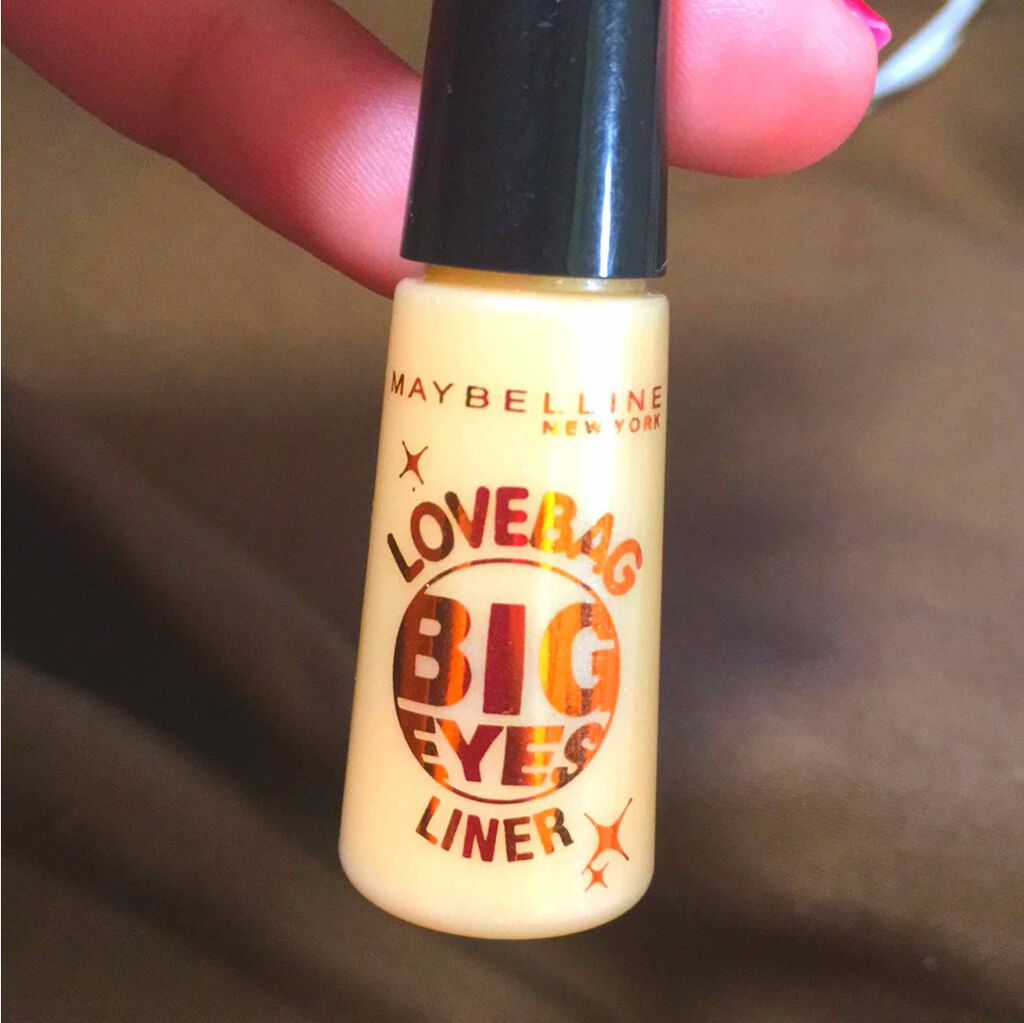 MAYBELLINE
NEW YORK
LOVEBAG
BIG
EYES
LINER